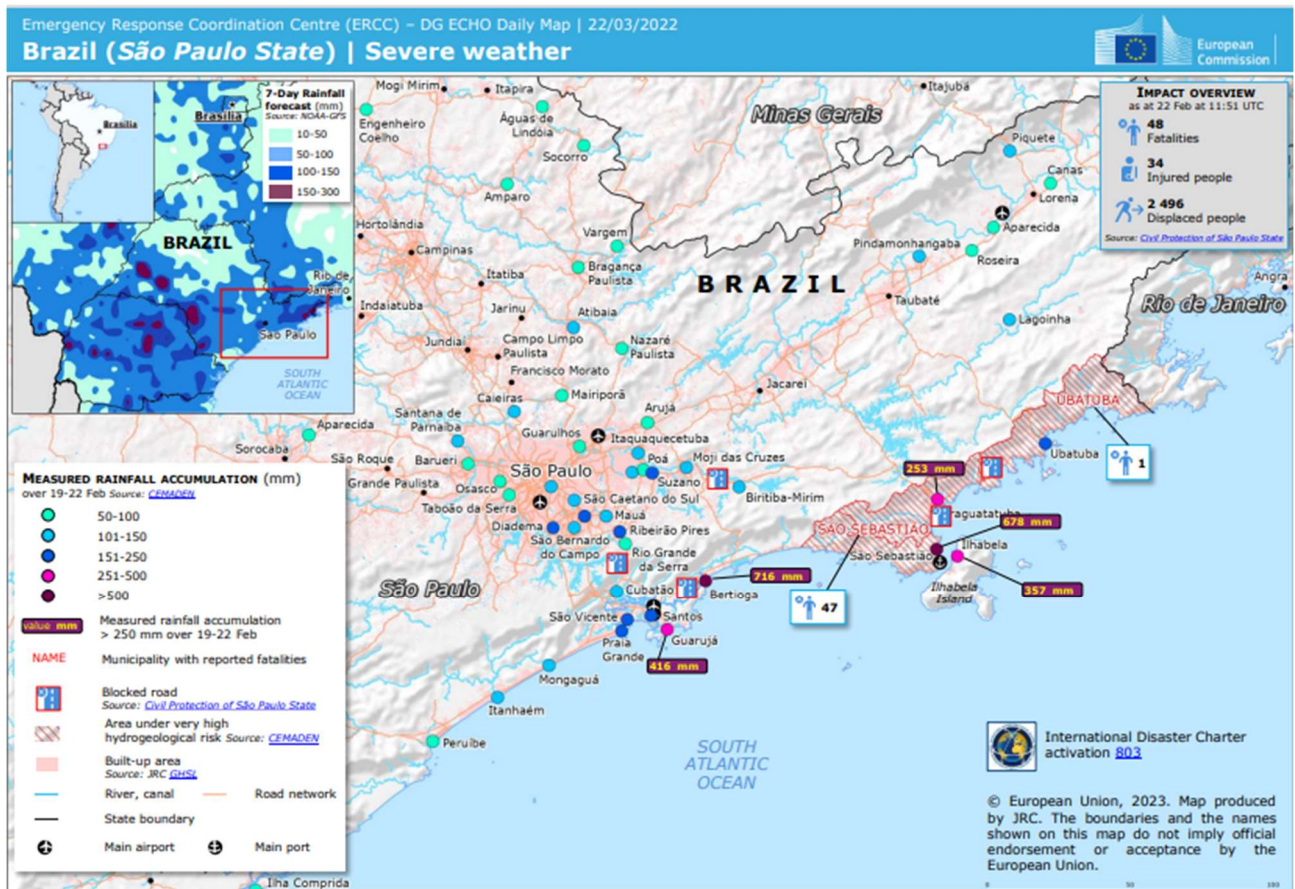 Emergency Response Coordination Centre (ERCC) – DG ECHO Daily Map | 22/03/2022
Brazil (São Paulo State) | Severe weather
European
Commission
Brasília
7-Day Rainfall
forecast (mm)
Source: NOAA-GFS
10-50
50-100
100-150
150-300
Brasília
BRAZIL
Rio de
Janeiro
São Paulo
SOUTH
ATLANTIC
OCEAN
IMPACT OVERVIEW
as at 22 Feb at 11:51 UTC
48
Fatalities
34
Injured people
2 496
Displaced people
Source: Civil Protection of São Paulo State
Mogi Mirim
Itapira
Itajuba
Engenheiro
Coelho
Águas de
Lindóia
Minas Gerais
Socorro
Piquete
Canas
Amparo
Lorena
Hortolândia
Vargem
Aparecida
Campinas
Pindamonhangaba
Roseira
Bragança
Paulista
BRAZIL
Itatiba
Angra
Taubaté
Rio de Janeiro
Indaiatuba
Jarinu
Atibaia
Lagoinha
Jundiaí
Campo Limpo
Paulista
Nazaré
Paulista
Francisco Morato
Jacareí
Caieiras
Mairiporã
UBATUBA
Santana de
Parnaíba
Arujá
Aparecida
Guarulhos
Itaquaquecetuba
Sorocaba
São Roque
Barueri
São Paulo
Poá
Moji das Cruzes
Ubatuba
1
253 mm
Grande Paulista
Osasco
Suzano
Biritiba-Mirim
Taboão da Serra
São Caetano do Sul
Mauá
raguatatuba
Diadema
Ribeirão Pires
SÃO SEBASTIÃO
678 mm
São Bernardo
do Campo
Rio Grande
da Serra
São Sebastião
Ilhabela
São Paulo
716 mm
357 mm
Cubatão
Bertioga
Ilhabela
Island
47
São Vicente
Santos
Praia
Grande
Guarujá
416 mm
Mongaguá
Itanhaém
Peruíbe
SOUTH
ATLANTIC
OCEAN
Ilha Comprida
MEASURED RAINFALL ACCUMULATION (mm)
over 19-22 Feb Source: CEMADEN
50-100
101-150
151-250
251-500
>500
value mm
Measured rainfall accumulation
> 250 mm over 19-22 Feb
NAME
Municipality with reported fatalities
Blocked road
Source: Civil Protection of São Paulo State
Area under very high
hydrogeological risk Source: CEMADEN
Built-up area
Source: JRC GHSL
River, canal
Road network
State boundary
Main airport
Main port
International Disaster Charter
activation 803
© European Union, 2023. Map produced
by JRC. The boundaries and the names
shown on this map do not imply official
endorsement or acceptance by the
European Union.
0 50 100